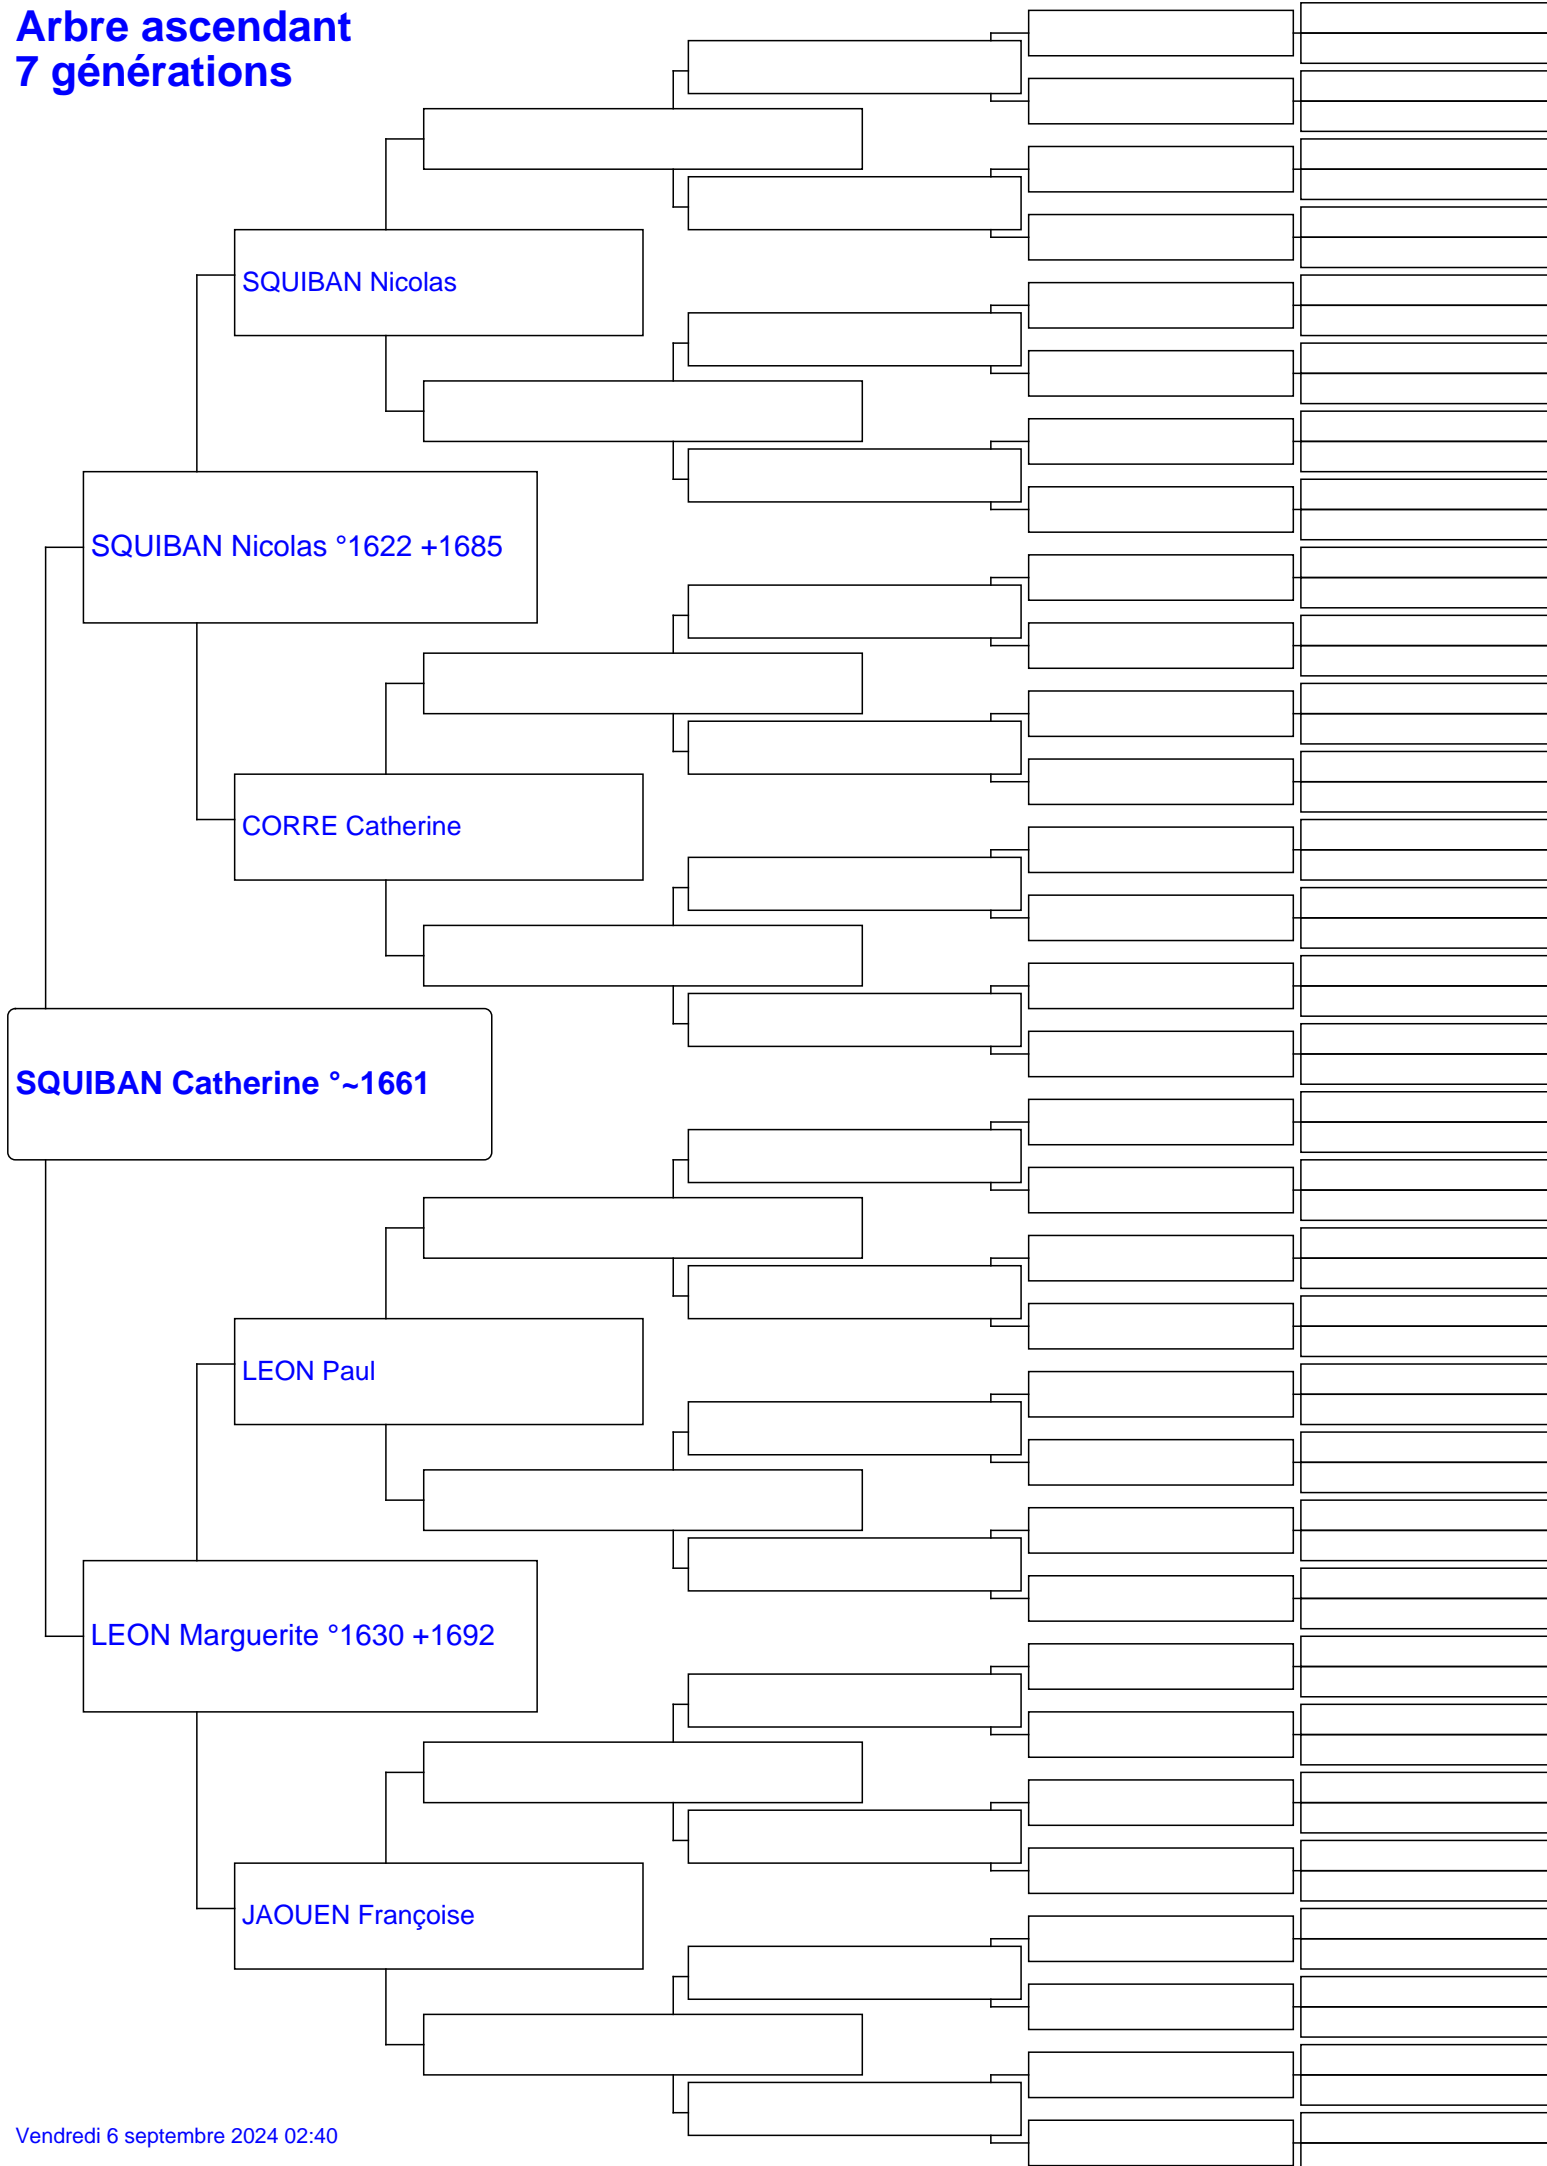 Arbre ascendant
7 générations
SQUIBAN Nicolas
SQUIBAN Nicolas °1622 +1685
CORRE Catherine
SQUIBAN Catherine °~1661
LEON Paul
LEON Marguerite °1630 +1692
JAOUEN Françoise
Vendredi 6 septembre 2024 02:40